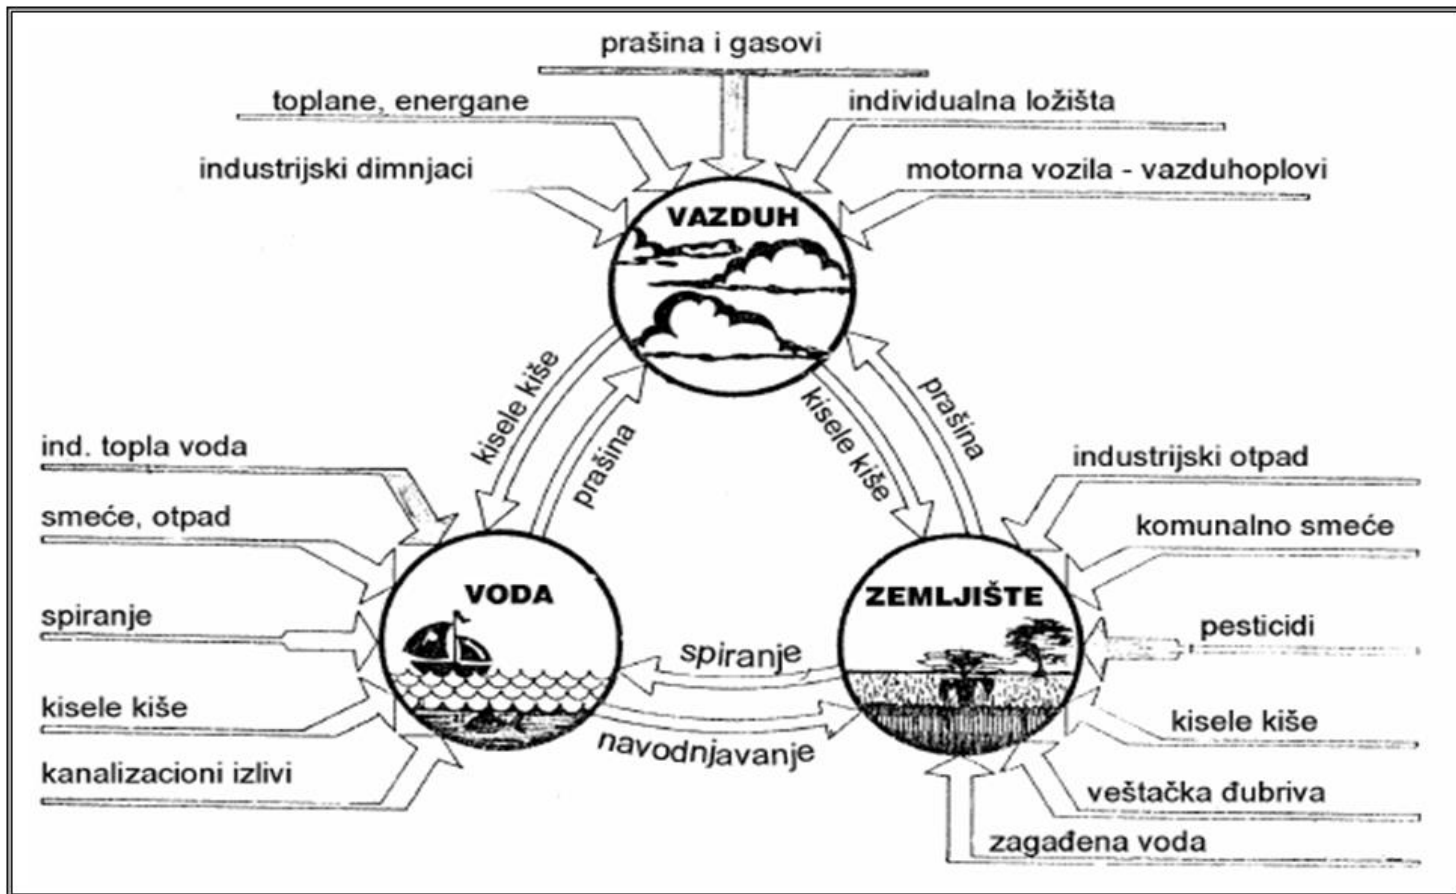 prašina i gasovi
toplane, energane
individualna ložišta
industrijski dimnjaci
motorna vozila - vazduhoplovi
VAZDUH
kisele kiše
prašina
kisele kiše
prašina
ind. topla voda
smeće, otpad
spiranje
kisele kiše
kanalizacioni izlivi
VODA
spiranje
navodnjavanje
ZEMLJIŠTE
industrijski otpad
komunalno smeće
pesticidi
kisele kiše
veštačka đubriva
zagađena voda